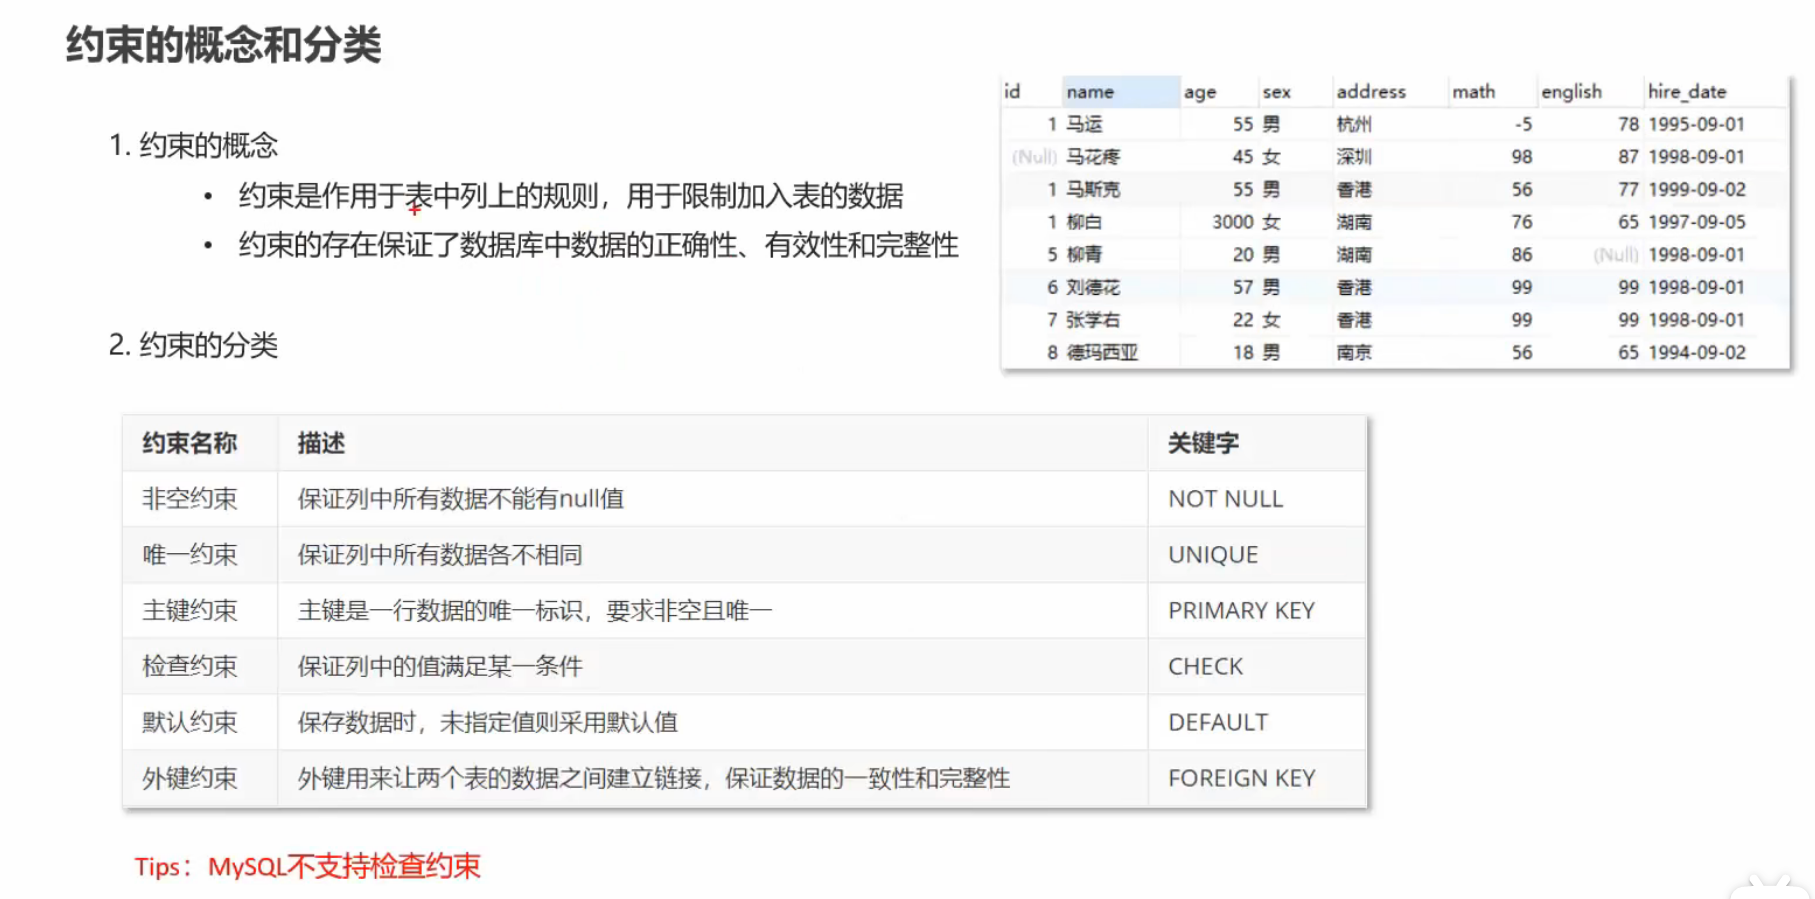 约束的概念和分类
1. 约束的概念
• 约束是作用于表中列上的规则，用于限制加入表的数据
• 约束的存在保证了数据库中数据的正确性、有效性和完整性
2. 约束的分类
id name age sex address math english hire_date
1 马运 55 男 杭州 -5 78 1995-09-01
(Null) 马花疼 45 女 深圳 98 87 1998-09-01
1 马斯克 55 男 香港 56 77 1999-09-02
1 柳白 3000 女 湖南 76 65 1997-09-05
5 柳青 20 男 湖南 86 (Null) 1998-09-01
6 刘德花 57 男 香港 99 99 1998-09-01
7 张学右 22 女 香港 99 99 1998-09-01
8 德玛西亚 18 男 南京 56 65 1994-09-02
约束名称 描述 关键字
非空约束 保证列中所有数据不能有null值 NOT NULL
唯一约束 保证列中所有数据各不相同 UNIQUE
主键约束 主键是一行数据的唯一标识，要求非空且唯一 PRIMARY KEY
检查约束 保证列中的值满足某一条件 CHECK
默认约束 保存数据时，未指定值则采用默认值 DEFAULT
外键约束 外键用来让两个表的数据之间建立链接，保证数据的一致性和完整性 FOREIGN KEY
Tips：MySQL不支持检查约束